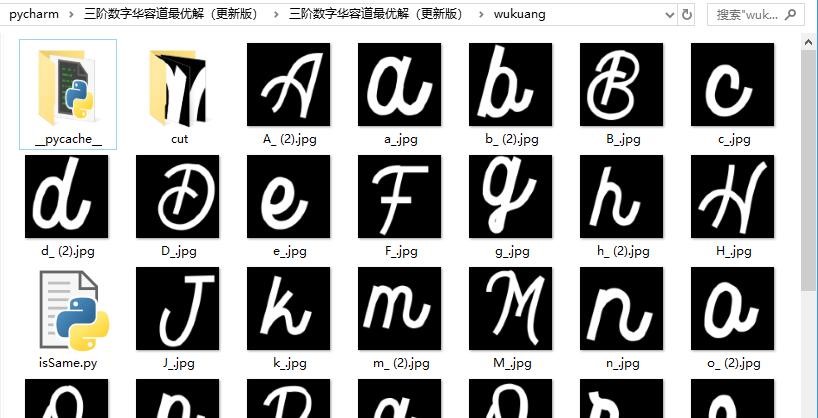 pycharm > 三阶数字华容道最优解（更新版） > 三阶数字华容道最优解（更新版） > wukuang 搜索"wuk...
A a b B c
__pycache__ cut A_ (2).jpg a_.jpg b_ (2).jpg B_.jpg c_.jpg
d D e F g h H
d_ (2).jpg D_.jpg e_.jpg F_.jpg g_.jpg h_ (2).jpg H_.jpg
J k m M n o
isSame.py J_.jpg k_.jpg m_ (2).jpg M_.jpg n_.jpg o_ (2).jpg